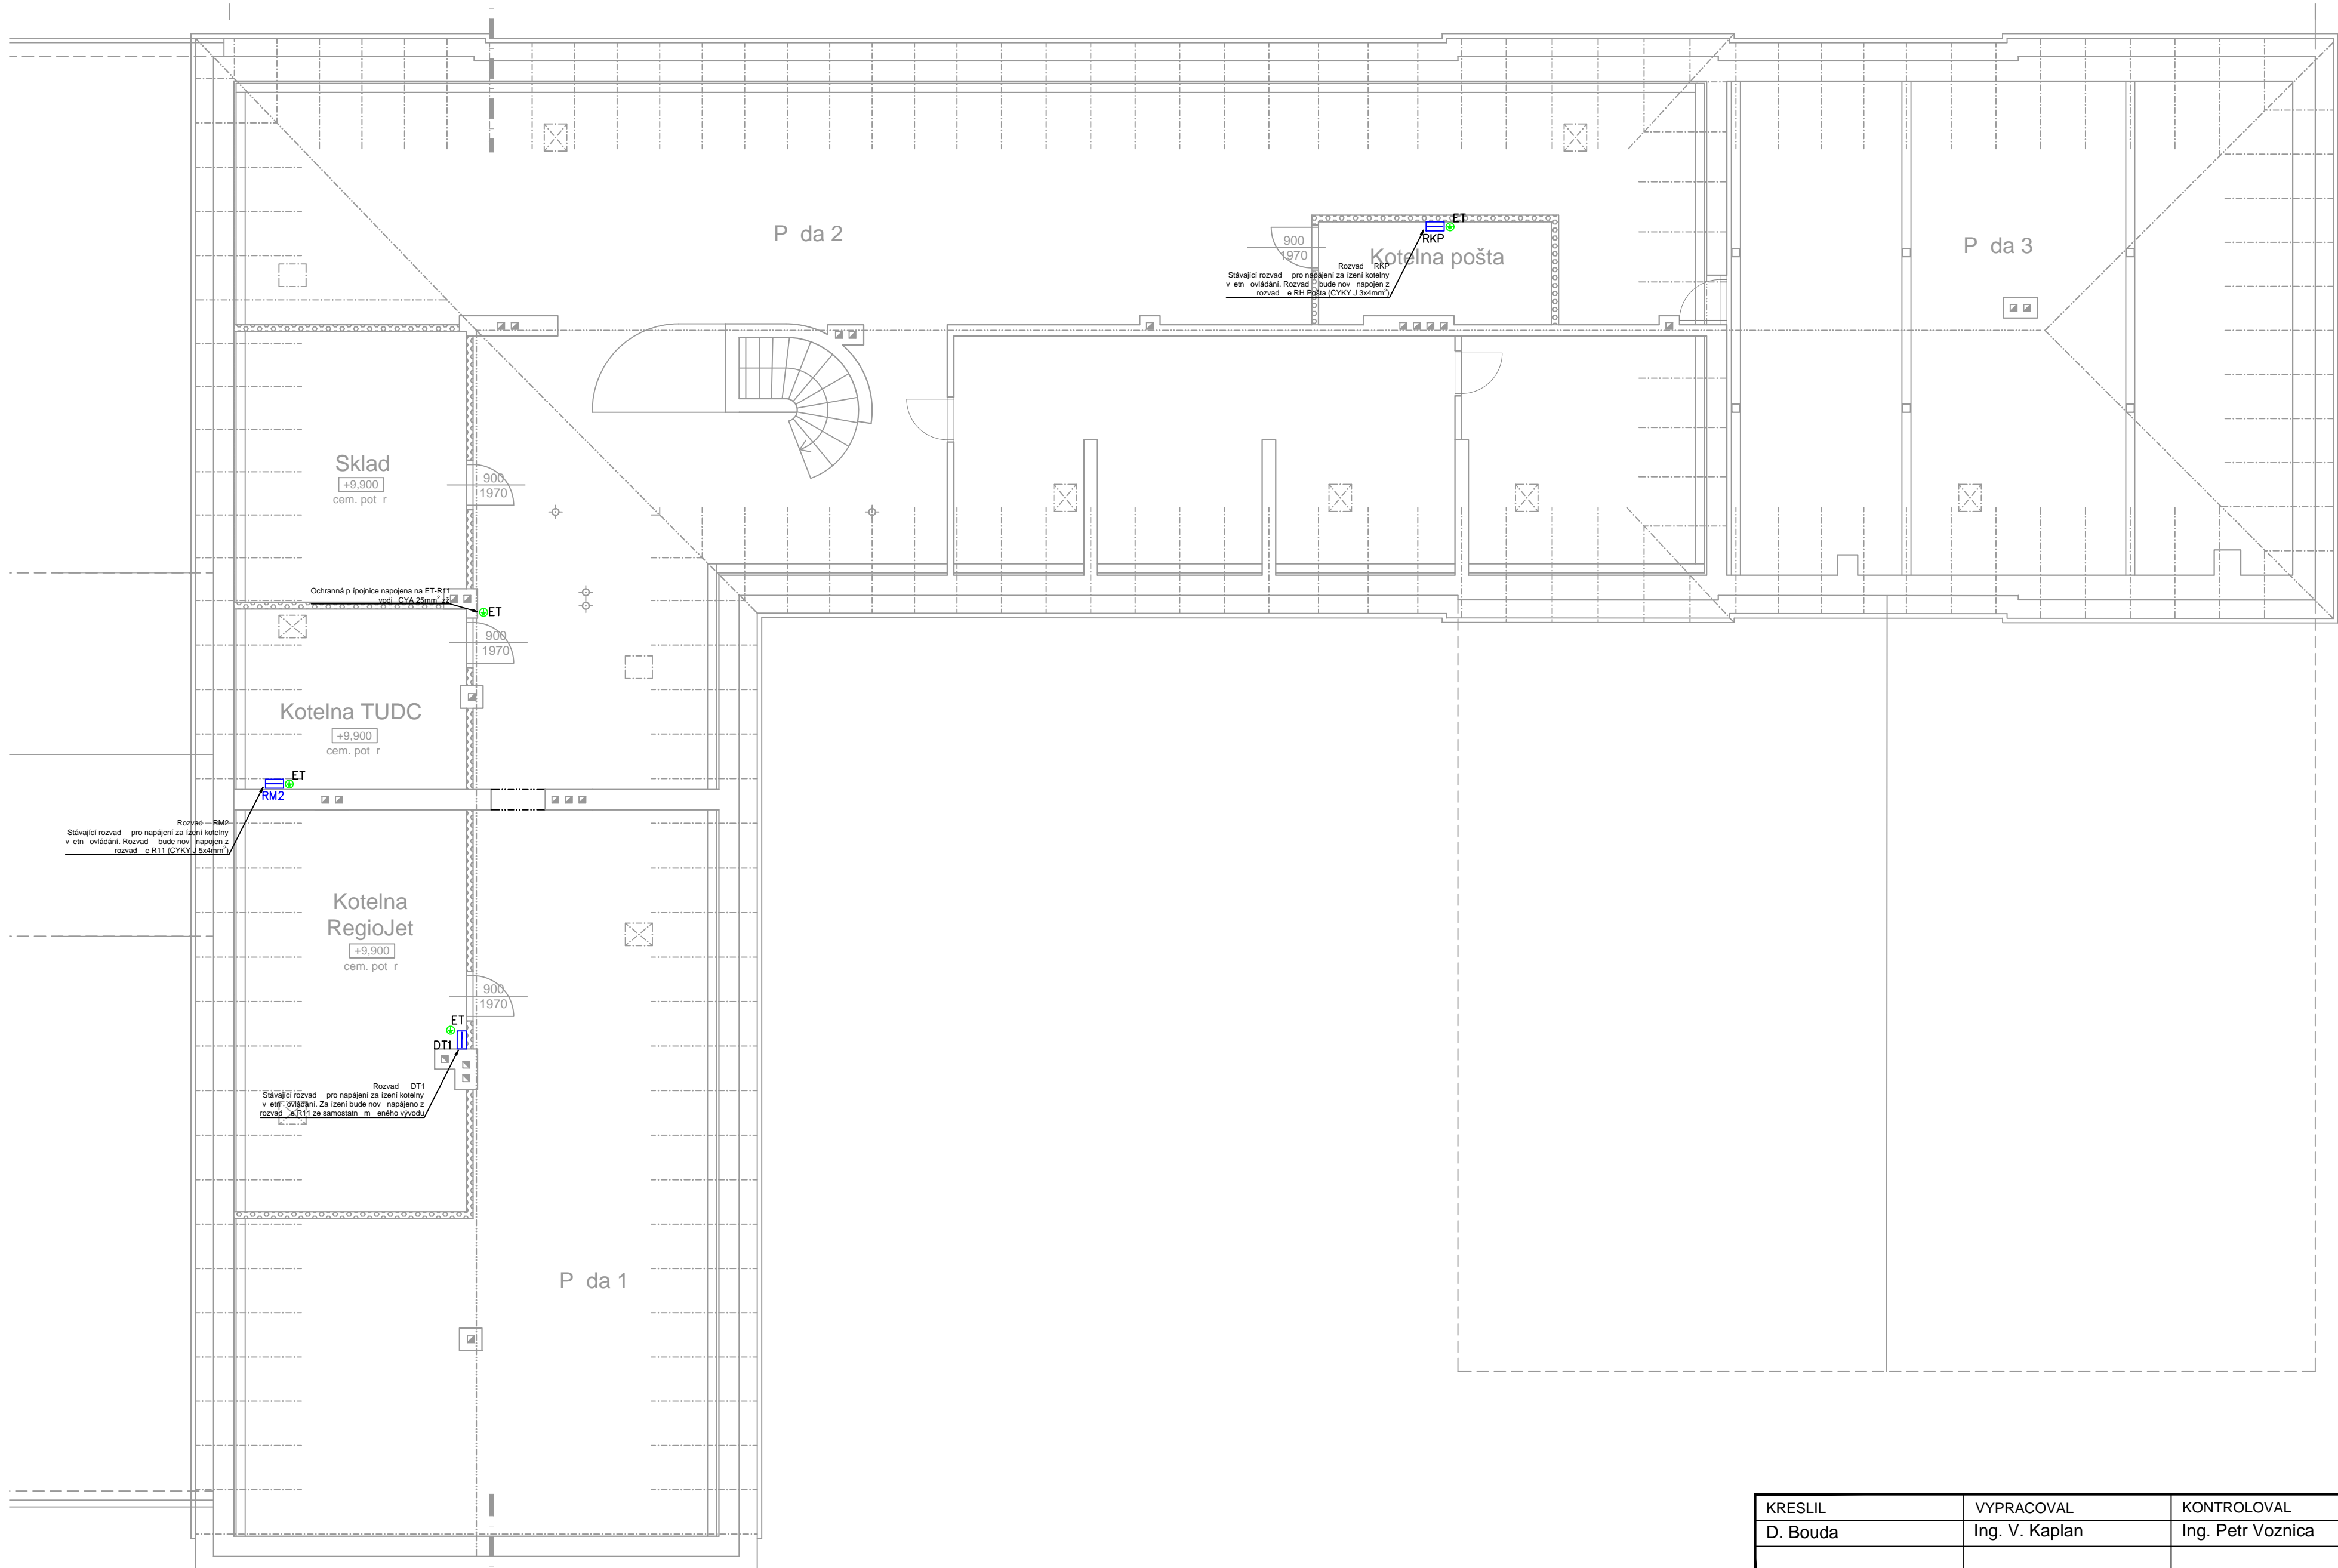 P da 2
P da 3
ET
RKP
900
1970
Kotelna pošta
Rozvad RKP
Stávající rozvad pro napájení za ízení kotelny
v etn ovládání. Rozvad bude nov napojen z
rozvad e RH Pošta (CYKY J 3x4mm²)
Sklad
+9,900
cem. pot r
900
1970
Ochranná p ípojnice napojena na ET-R11
vodi CYA 25mm² zž
ET
900
1970
Kotelna TUDC
+9,900
cem. pot r
ET
RM2
Rozvad RM2
Stávající rozvad pro napájení za ízení kotelny
v etn ovládání. Rozvad bude nov napojen z
rozvad e R11 (CYKY J 5x4mm²)
Kotelna
RegioJet
+9,900
cem. pot r
900
1970
ET
DT1
Rozvad DT1
Stávající rozvad pro napájení za ízení kotelny
v etn ovládání. Za ízení bude nov napájeno z
rozvad e R11 ze samostatn m eného vývodu
P da 1
KRESLIL VYPRACOVAL KONTROLOVAL
D. Bouda Ing. V. Kaplan Ing. Petr Voznica